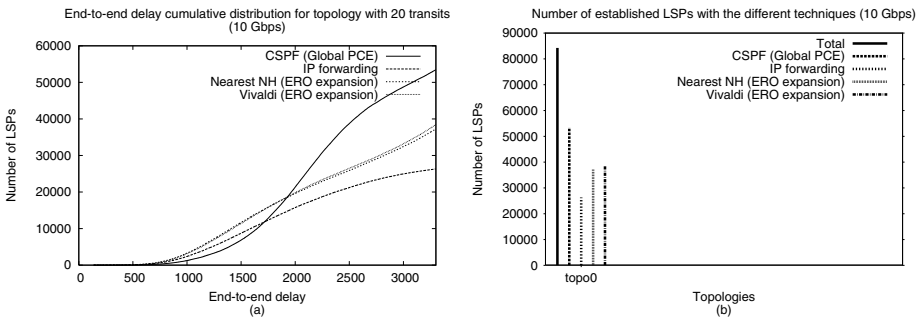 End-to-end delay cumulative distribution for topology with 20 transits
(10 Gbps)
60000
50000
40000
30000
20000
10000
0
Number of LSPs
CSPF (Global PCE)
IP forwarding
Nearest NH (ERO expansion)
Vivaldi (ERO expansion)
0 500 1000 1500 2000 2500 3000
End-to-end delay
(a)
Number of established LSPs with the different techniques (10 Gbps)
90000
80000
70000
60000
50000
40000
30000
20000
10000
0
Number of LSPs
Total
CSPF (Global PCE)
IP forwarding
Nearest NH (ERO expansion)
Vivaldi (ERO expansion)
topo0
Topologies
(b)